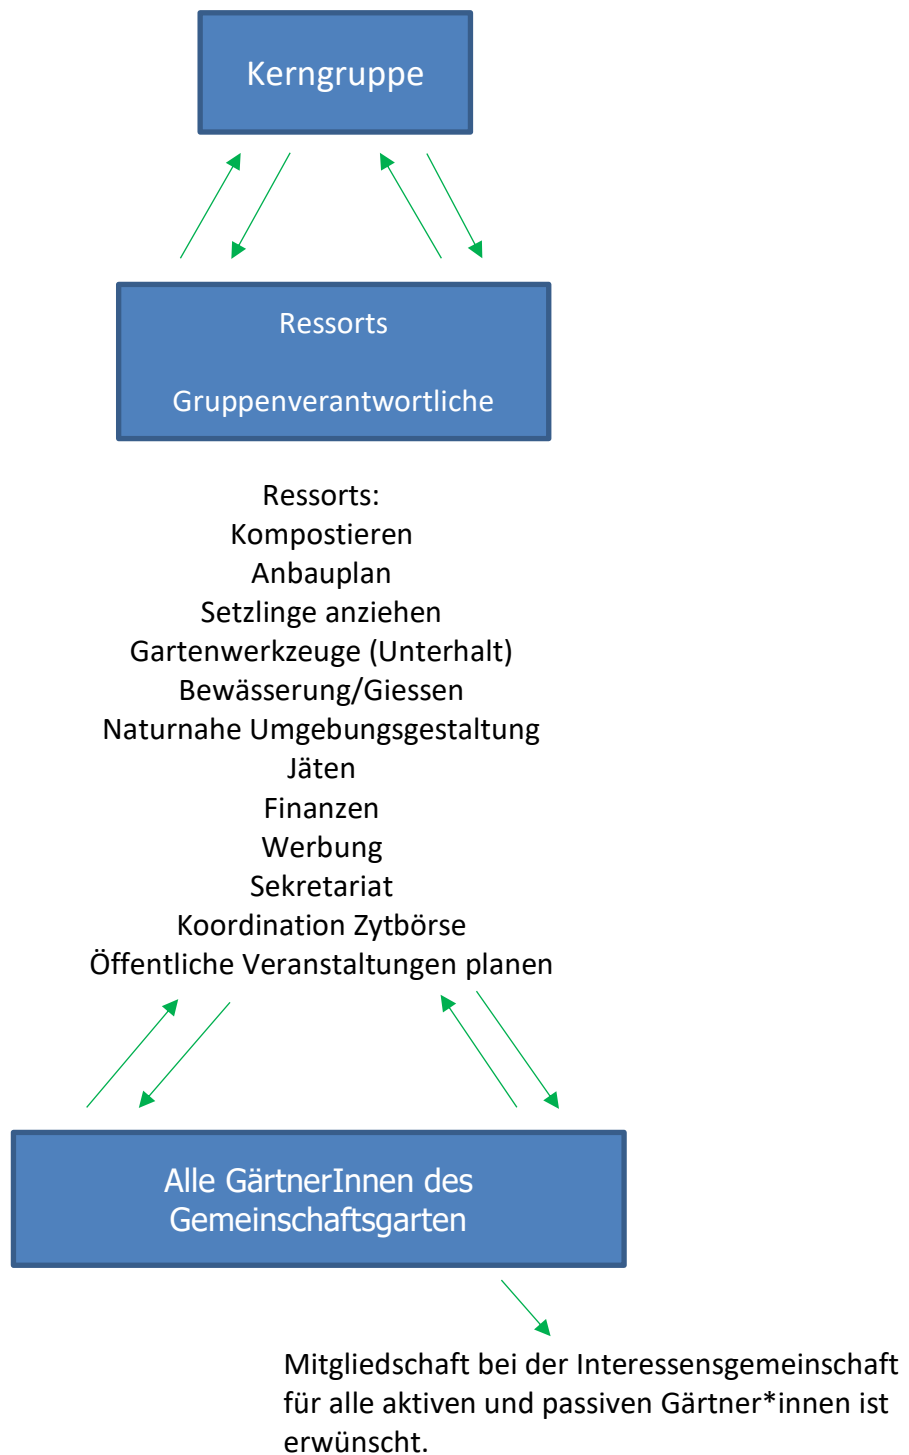 Kerngruppe
Ressorts
Gruppenverantwortliche
Ressorts:
Kompostieren
Anbauplan
Setzlinge anziehen
Gartenwerkzeuge (Unterhalt)
Bewässerung/Giessen
Naturnahe Umgebungsgestaltung
Jäten
Finanzen
Werbung
Sekretariat
Koordination Zytbörse
Öffentliche Veranstaltungen planen
Alle GärtnerInnen des
Gemeinschaftsgarten
Mitgliedschaft bei der Interessensgemeinschaft
für alle aktiven und passiven Gärtner*innen ist
erwünscht.